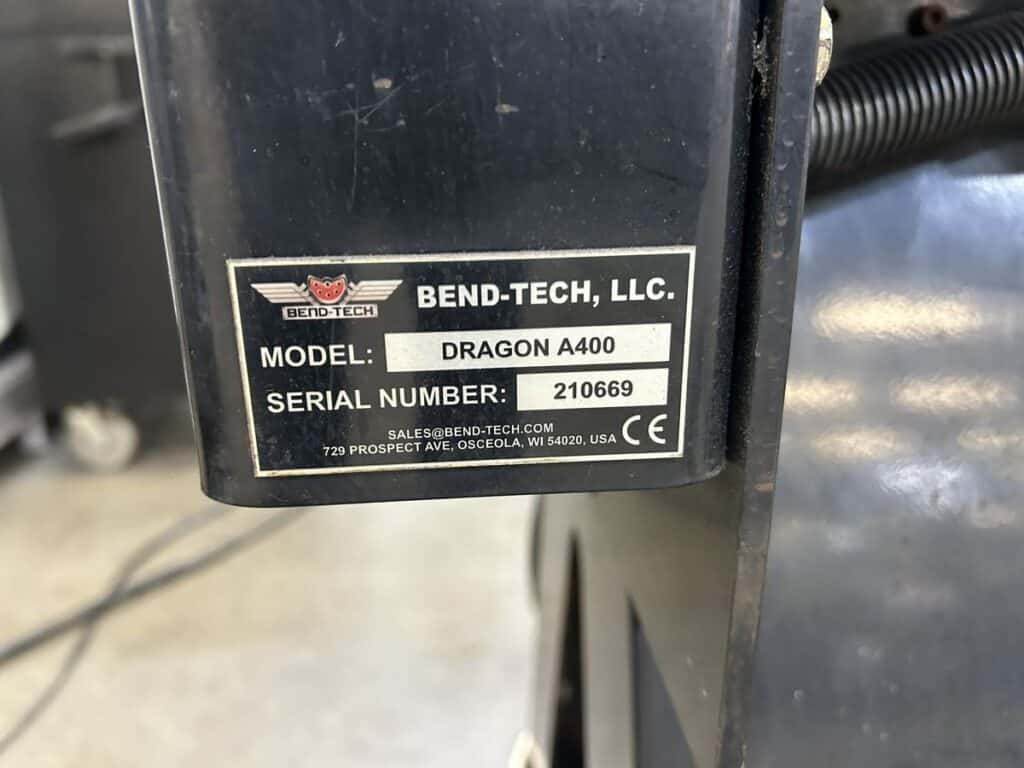 BEND-TECH
BEND-TECH, LLC.
MODEL: DRAGON A400
SERIAL NUMBER: 210669
SALES@BEND-TECH.COM
729 PROSPECT AVE, OSCEOLA, WI 54020, USA
CE